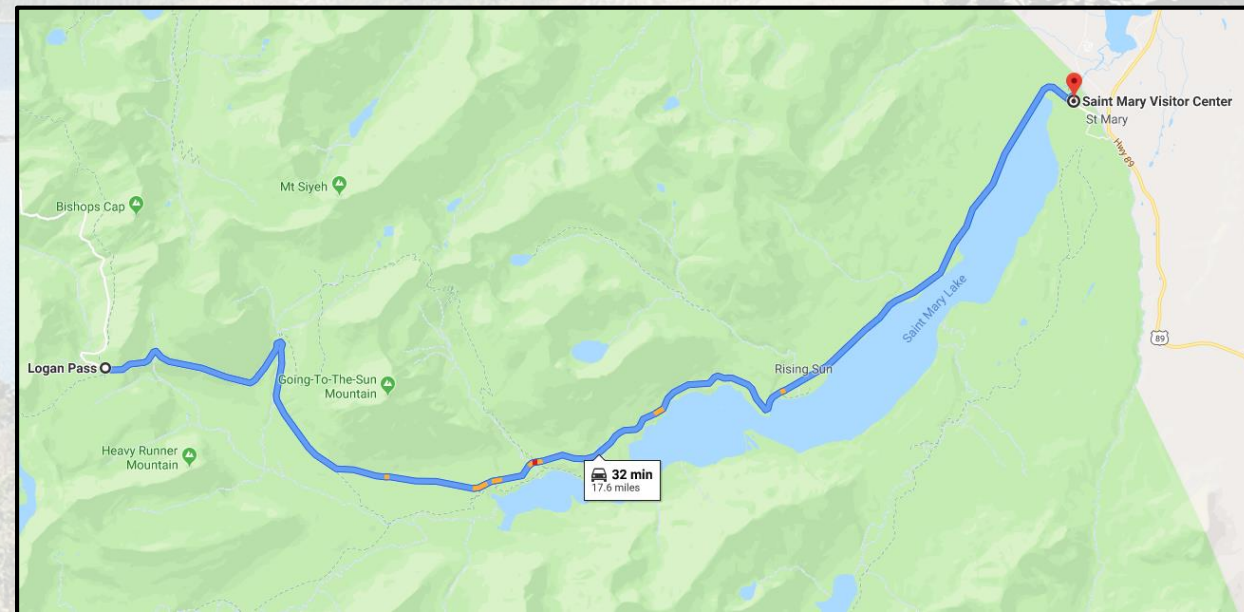 Saint Mary Visitor Center
St Mary
Hwy 89
Mt Siyeh
Bishops Cap
Saint Mary Lake
89
Logan Pass
Rising Sun
Going-To-The-Sun
Mountain
Heavy Runner
Mountain
32 min
17.6 miles